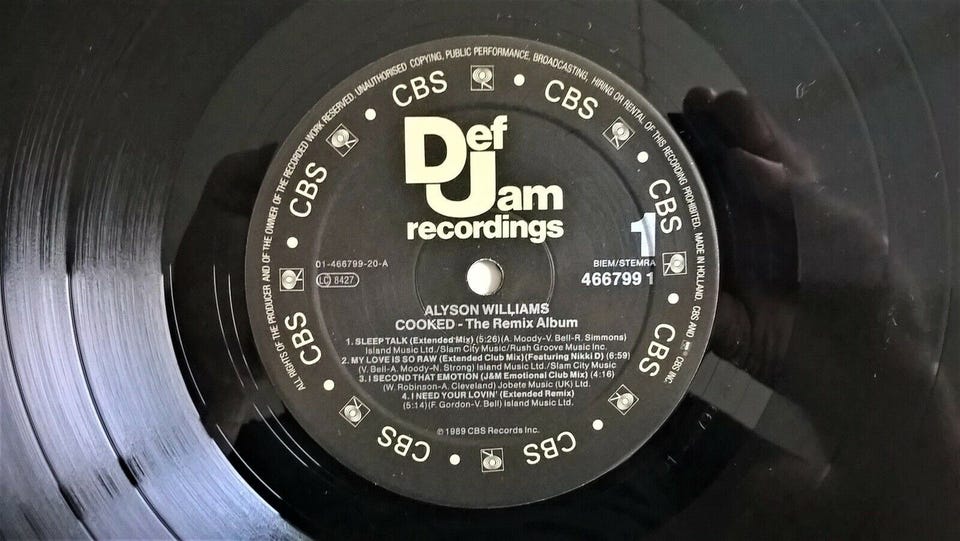 ALL RIGHTS OF THE PRODUCER AND OF THE OWNER OF THE RECORDED WORK RESERVED. UNAUTHORISED COPYING, PUBLIC PERFORMANCE, BROADCASTING, HIRING OR RENTAL OF THIS RECORDING PROHIBITED. MADE IN HOLLAND. CBS AND CBS INC.
CBS
CBS
CBS
CBS
CBS
CBS
CBS
CBS
Def
Jam
recordings
1
01-466799-20-A
LC 8427
BIEM/STEMRA
466799 1
ALYSON WILLIAMS
COOKED - The Remix Album
1. SLEEP TALK (Extended Mix) (5:26)(A. Moody-V. Bell-R. Simmons)
Island Music Ltd./Slam City Music/Rush Groove Music Inc.
2. MY LOVE IS SO RAW (Extended Club Mix)(Featuring Nikki D) (6:59)
(V. Bell-A. Moody-N. Strong) Island Music Ltd./Slam City Music
3. I SECOND THAT EMOTION (J&M Emotional Club Mix) (4:16)
(W. Robinson-A. Cleveland) Jobete Music (UK) Ltd.
4. I NEED YOUR LOVIN' (Extended Remix)
(5:14)(F. Gordon-V. Bell) Island Music Ltd.
℗ 1989 CBS Records Inc.